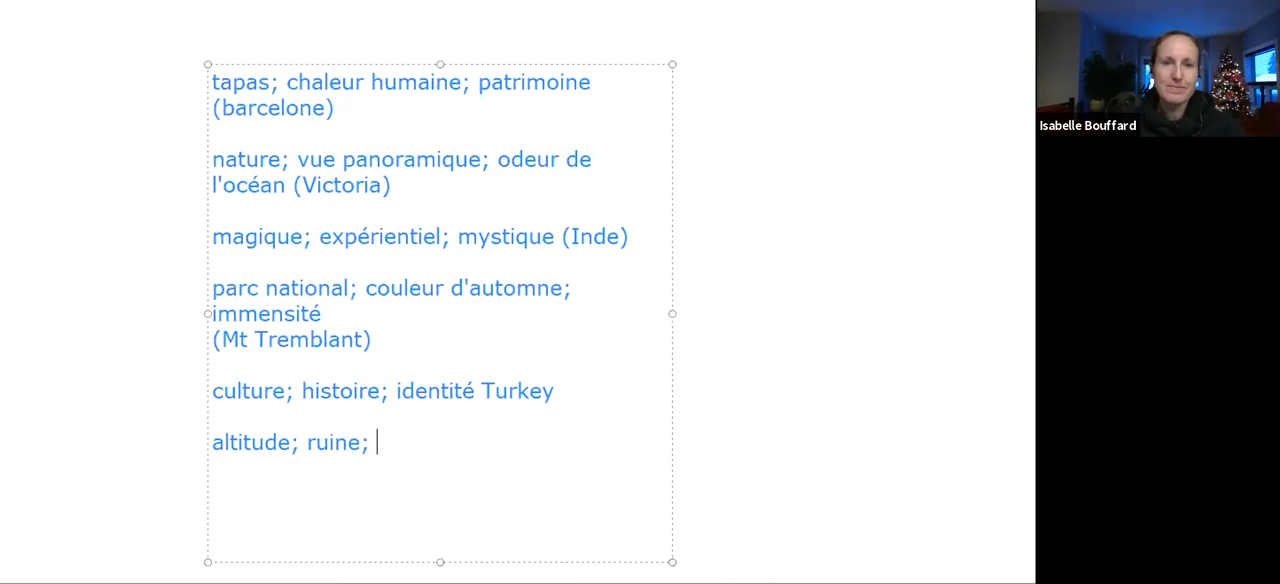 tapas; chaleur humaine; patrimoine
(barcelone)
nature; vue panoramique; odeur de
l'océan (Victoria)
magique; expérientiel; mystique (Inde)
parc national; couleur d'automne;
immensité
(Mt Tremblant)
culture; histoire; identité Turkey
altitude; ruine;
Isabelle Bouffard